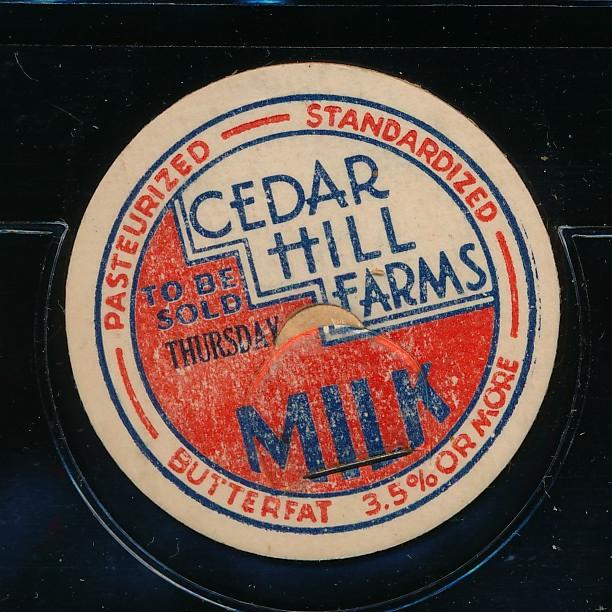 PASTEURIZED — STANDARDIZED
CEDAR
HILL
FARMS
TO BE
SOLD
THURSDAY
MILK
BUTTERFAT 3.5% OR MORE